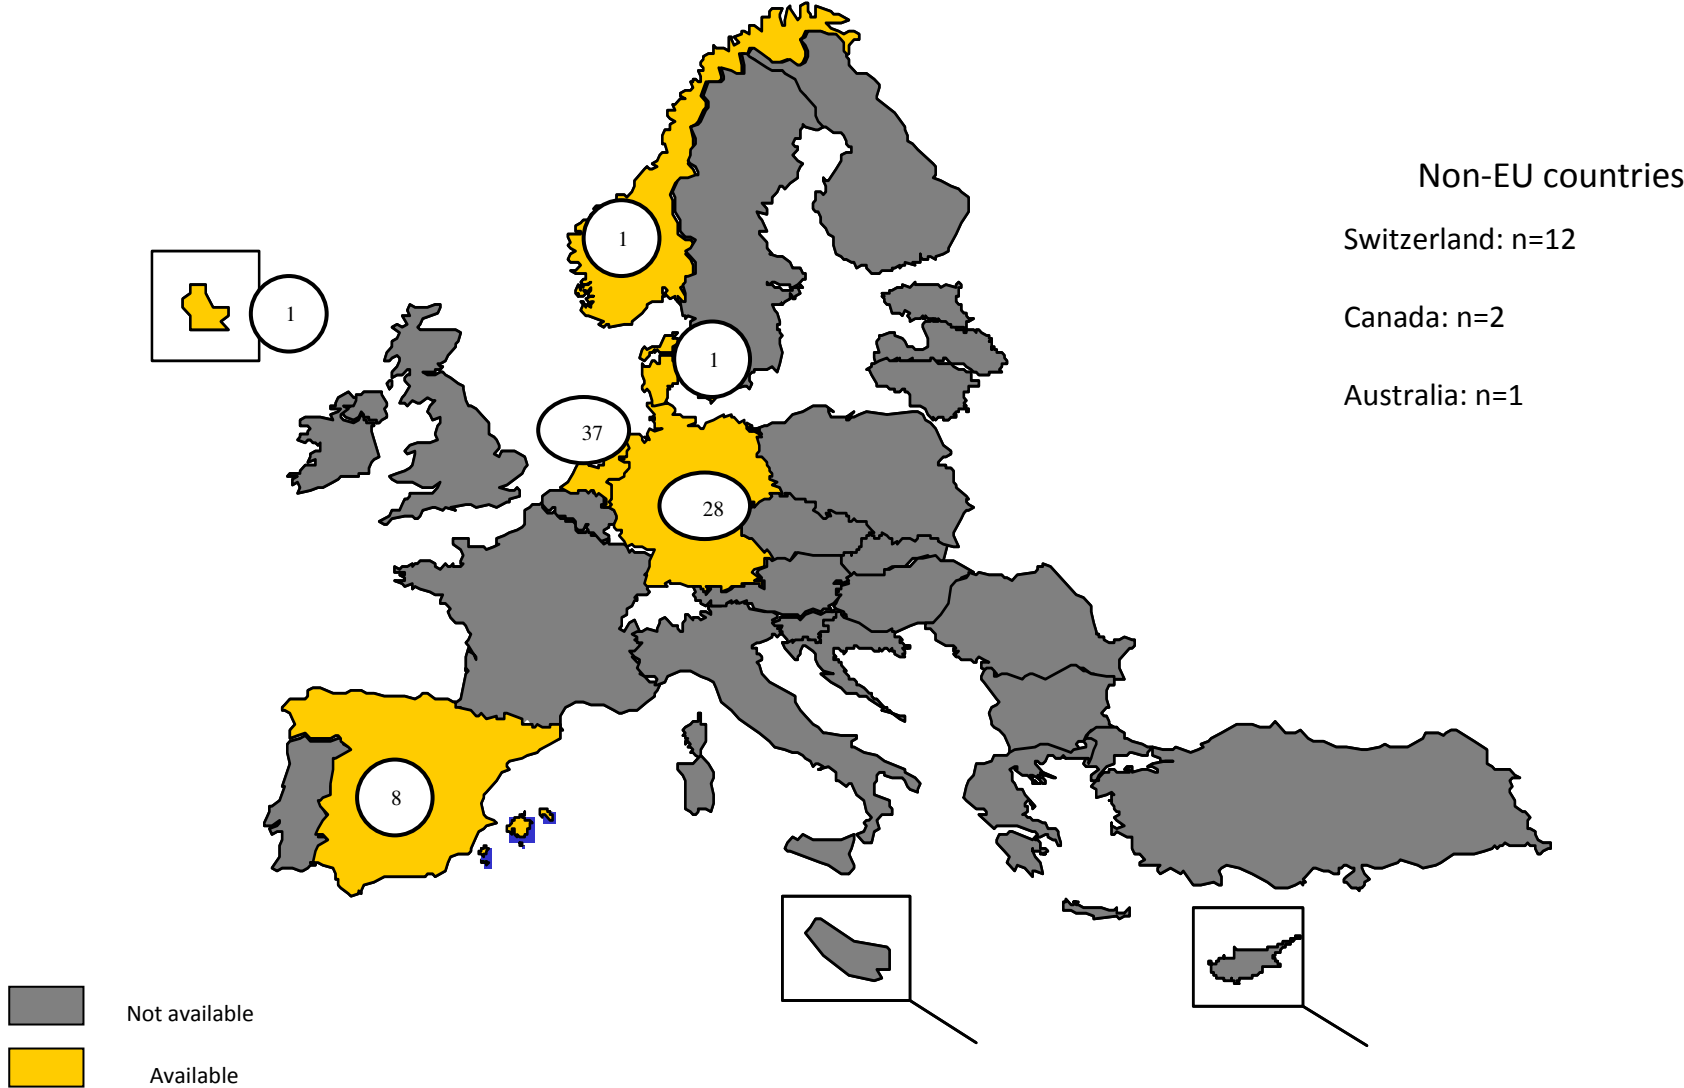 Non-EU countries
1
Switzerland: n=12
1
Canada: n=2
1
Australia: n=1
37
28
8
Not available
Available